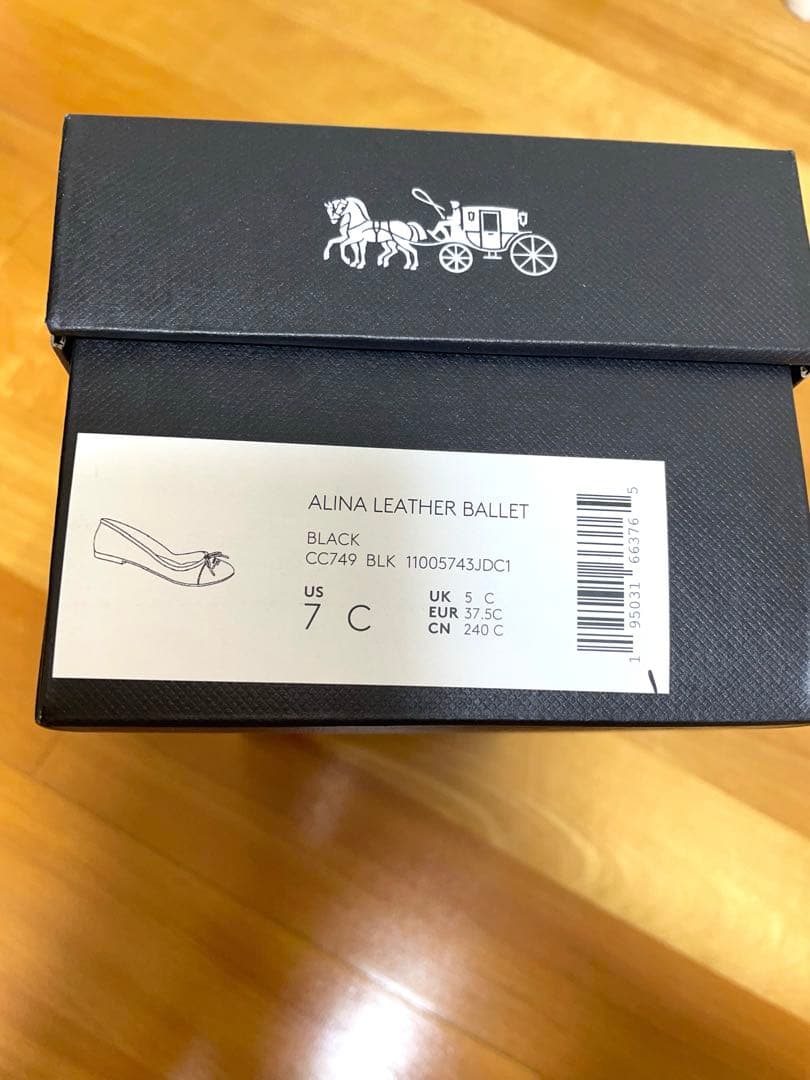 ALINA LEATHER BALLET
BLACK
CC749 BLK 11005743JDC1
US
7 C
UK 5 C
EUR 37.5C
CN 240 C
1 95031 66376 5